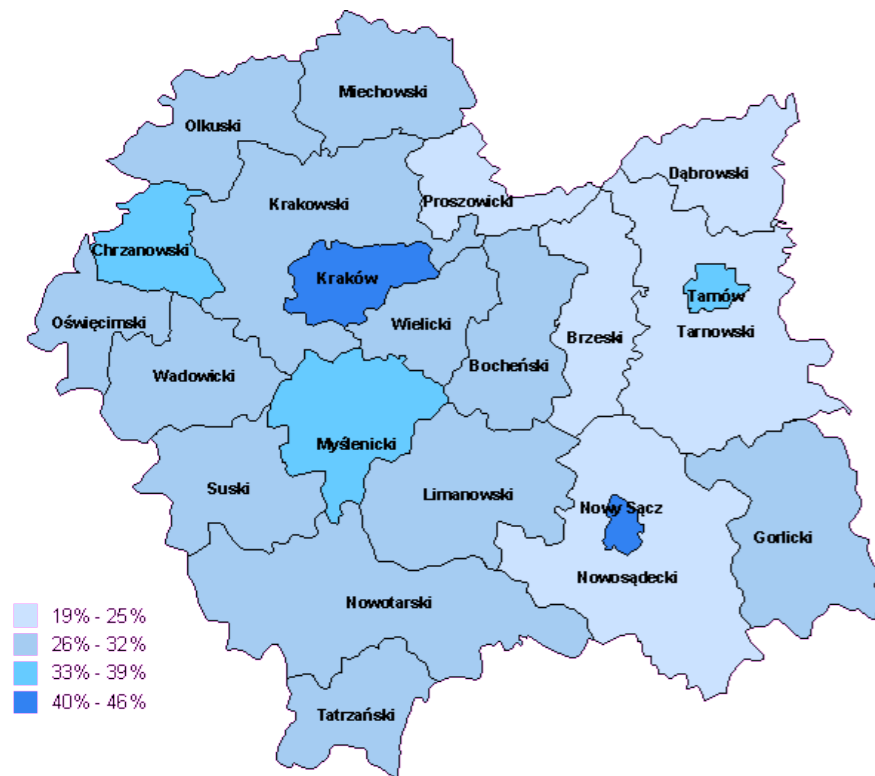 Miechowski
Olkuski
Dąbrowski
Krakowski
Proszowicki
Chrzanowski
Kraków
Tarnów
Oświęcimski
Wielicki
Tarnowski
Brzeski
Bocheński
Wadowicki
Myślenicki
Suski
Limanowski
Nowy Sącz
Gorlicki
Nowosądecki
Nowotarski
Tatrzański
19% - 25%
26% - 32%
33% - 39%
40% - 46%